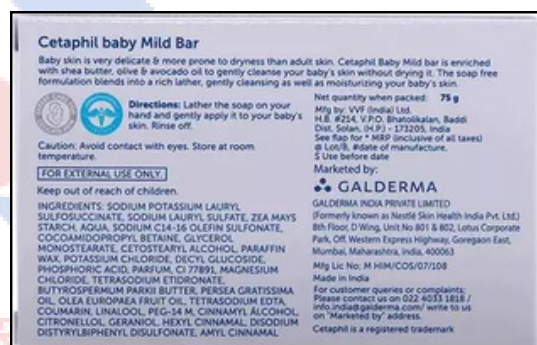 Cetaphil baby Mild Bar
Baby skin is very delicate & more prone to dryness than adult skin. Cetaphil Baby Mild bar is enriched
with shea butter, olive & avocado oil to gently cleanse your baby's skin without drying it. The soap free
formulation blends into a rich lather, gently cleansing as well as moisturizing your baby's skin.
Directions: Lather the soap on your
hand and gently apply it to your baby's
skin. Rinse off.
Caution: Avoid contact with eyes. Store at room
temperature.
FOR EXTERNAL USE ONLY.
Keep out of reach of children.
INGREDIENTS: SODIUM POTASSIUM LAURYL
SULFOSUCCINATE, SODIUM LAURYL SULFATE, ZEA MAYS
STARCH, AQUA, SODIUM C14-16 OLEFIN SULFONATE,
COCOAMIDOPROPYL BETAINE, GLYCEROL
MONOSTEARATE, CETOSTEARYL ALCOHOL, PARAFFIN
WAX, POTASSIUM CHLORIDE, DECYL GLUCOSIDE,
PHOSPHORIC ACID, PARFUM, CI 77891, MAGNESIUM
CHLORIDE, TETRASODIUM ETIDRONATE,
BUTYROSPERMUM PARKII BUTTER, PERSEA GRATISSIMA
OIL, OLEA EUROPAEA FRUIT OIL, TETRASODIUM EDTA,
COUMARIN, LINALOOL, PEG-14 M, CINNAMYL ALCOHOL,
CITRONELLOL, GERANIOL, HEXYL CINNAMAL, DISODIUM
DISTYRYLBIPHENYL DISULFONATE, AMYL CINNAMAL
Net quantity when packed: 75 g
Mfg by: VVF (India) Ltd.
H.B. #214, V.P.O. Bhatolikalan, Baddi
Dist. Solan, (H.P.) - 173205, India
See flap for * MRP (inclusive of all taxes)
@ Lot/B, #date of manufacture,
$ Use before date
Marketed by:
GALDERMA
GALDERMA INDIA PRIVATE LIMITED
(Formerly known as Nestlé Skin Health India Pvt. Ltd.)
8th Floor, D Wing, Unit No 801 & 802, Lotus Corporate
Park, Off. Western Express Highway, Goregaon East,
Mumbai, Maharashtra, India, 400063
Mfg Lic No: M HIM/COS/07/108
Made in India
For customer queries or complaints;
Please contact us on 022 4033 1818 /
info.india@galderma.com/ write to us
on "Marketed by" address.
Cetaphil is a registered trademark